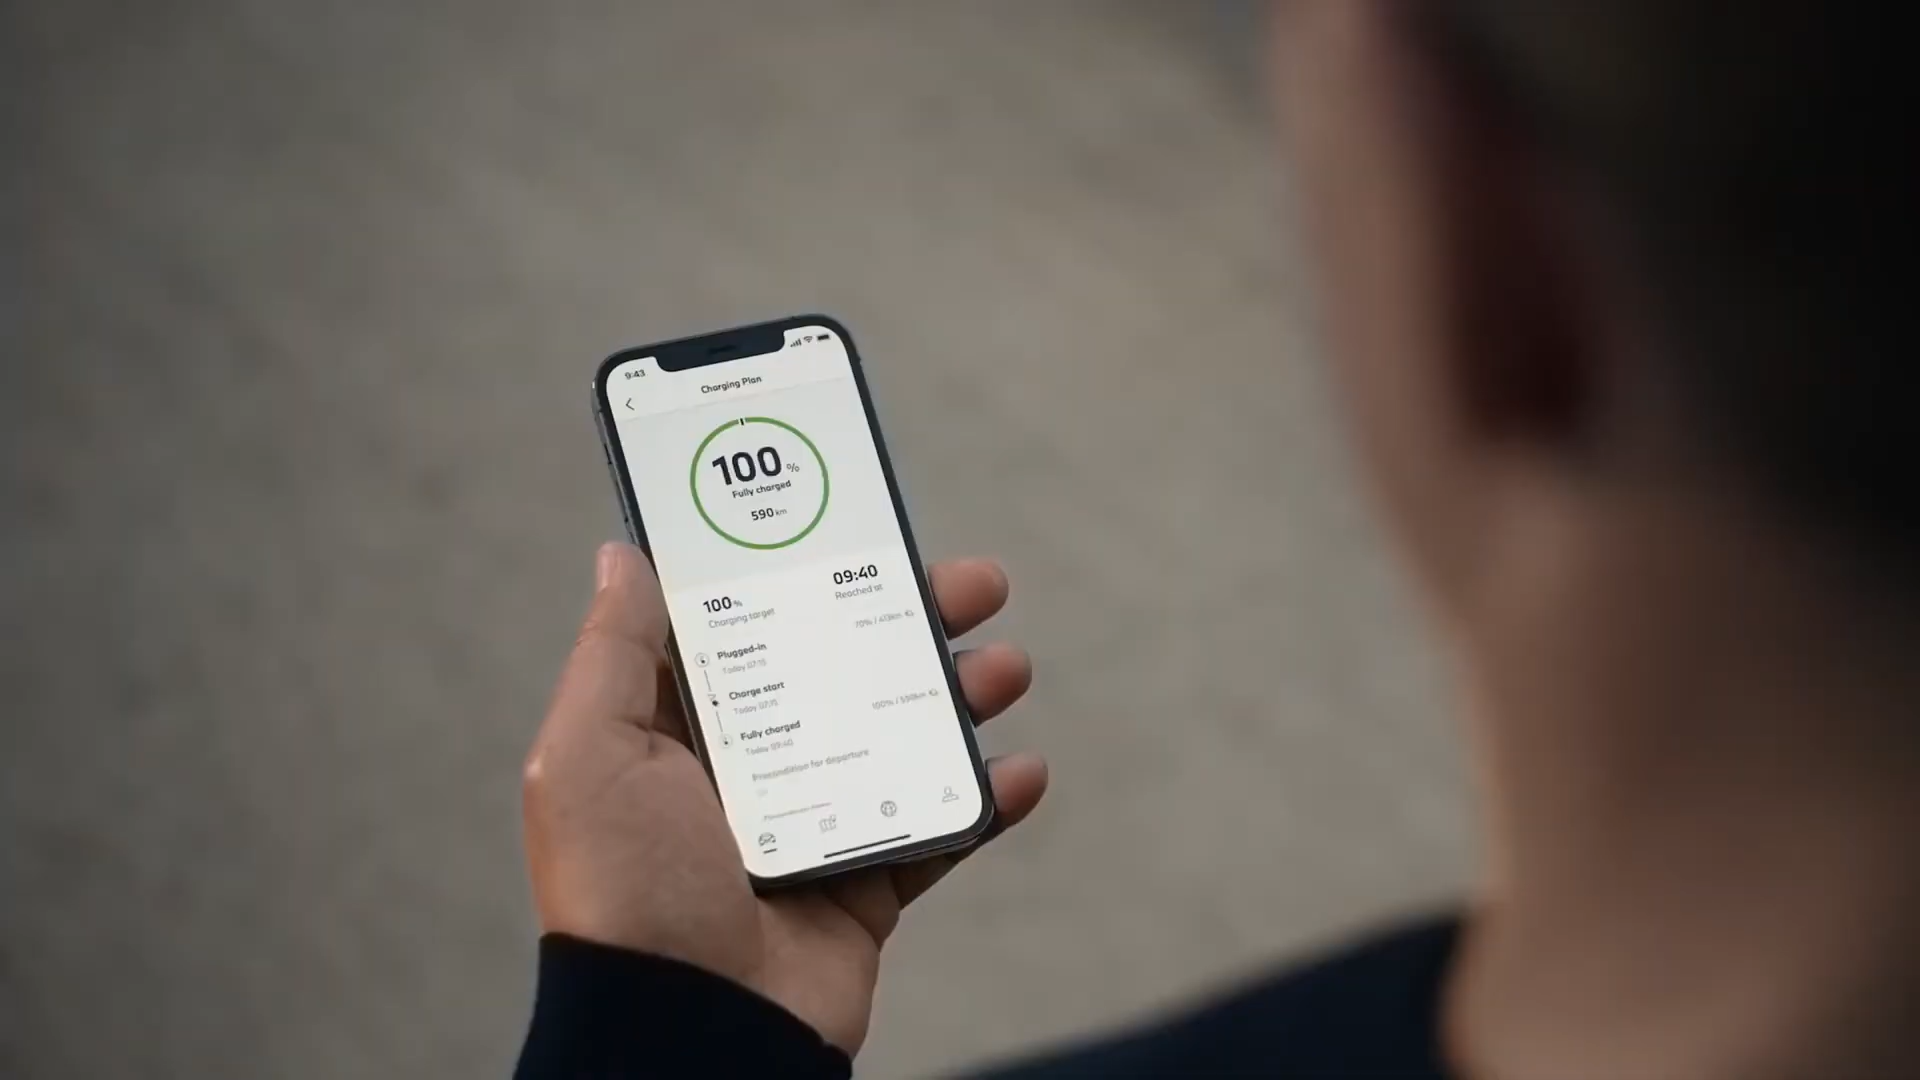 9:43
Charging Plan
100 %
Fully charged
590 km
100 %
Charging target
09:40
Reached at
70% / 413km
Plugged-in
Today 07:15
Charge start
Today 07:15
100% / 590km
Fully charged
Today 09:40
Precondition for departure